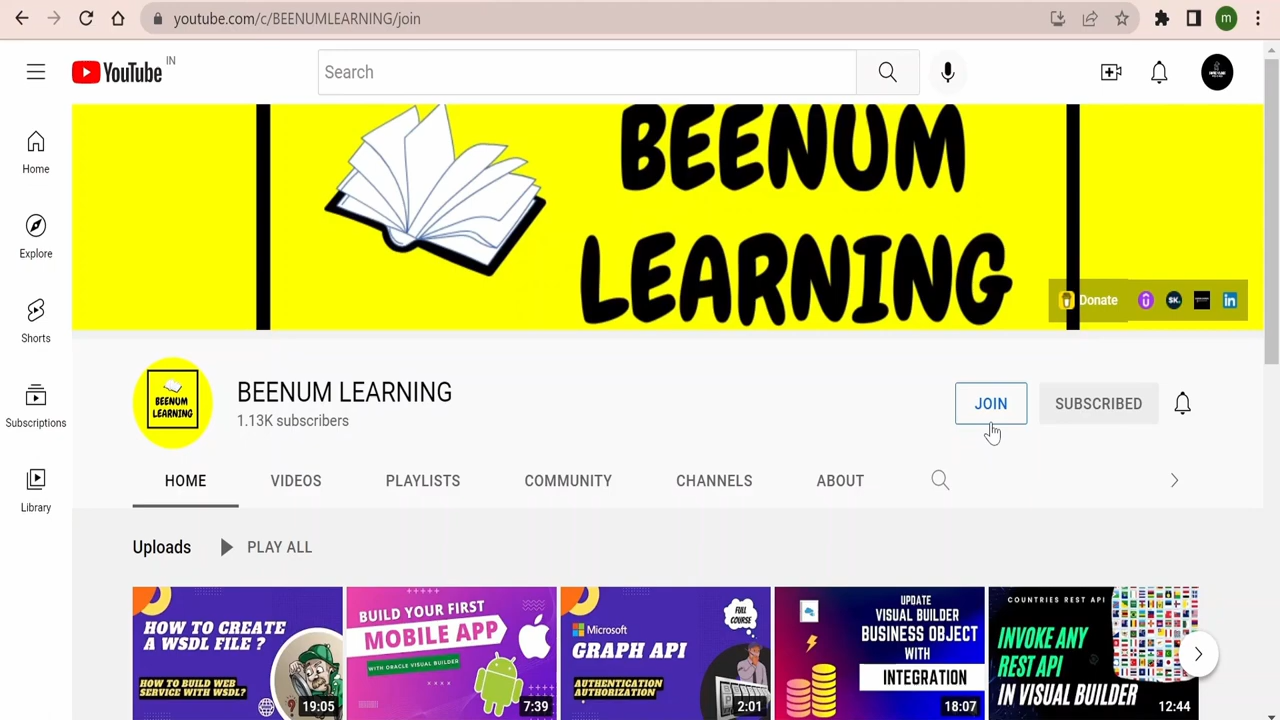 youtube.com/c/BEENUMLEARNING/join
m
YouTube IN
Search
BEENUM
LEARNING
Donate
SK.
in
Home
Explore
Shorts
Subscriptions
Library
BEENUM
LEARNING
BEENUM LEARNING
1.13K subscribers
JOIN
SUBSCRIBED
HOME
VIDEOS
PLAYLISTS
COMMUNITY
CHANNELS
ABOUT
Uploads
PLAY ALL
HOW TO CREATE
A WSDL FILE ?
HOW TO BUILD WEB
SERVICE WITH WSDL?
19:05
BUILD YOUR FIRST
MOBILE APP
WITH ORACLE VISUAL BUILDER
7:39
FULL
COURSE
Microsoft
GRAPH API
AUTHENTICATION
AUTHORIZATION
2:01
UPDATE
VISUAL BUILDER
BUSINESS OBJECT
WITH
INTEGRATION
18:07
COUNTRIES REST API
INVOKE ANY
REST API
IN VISUAL BUILDER
12:44